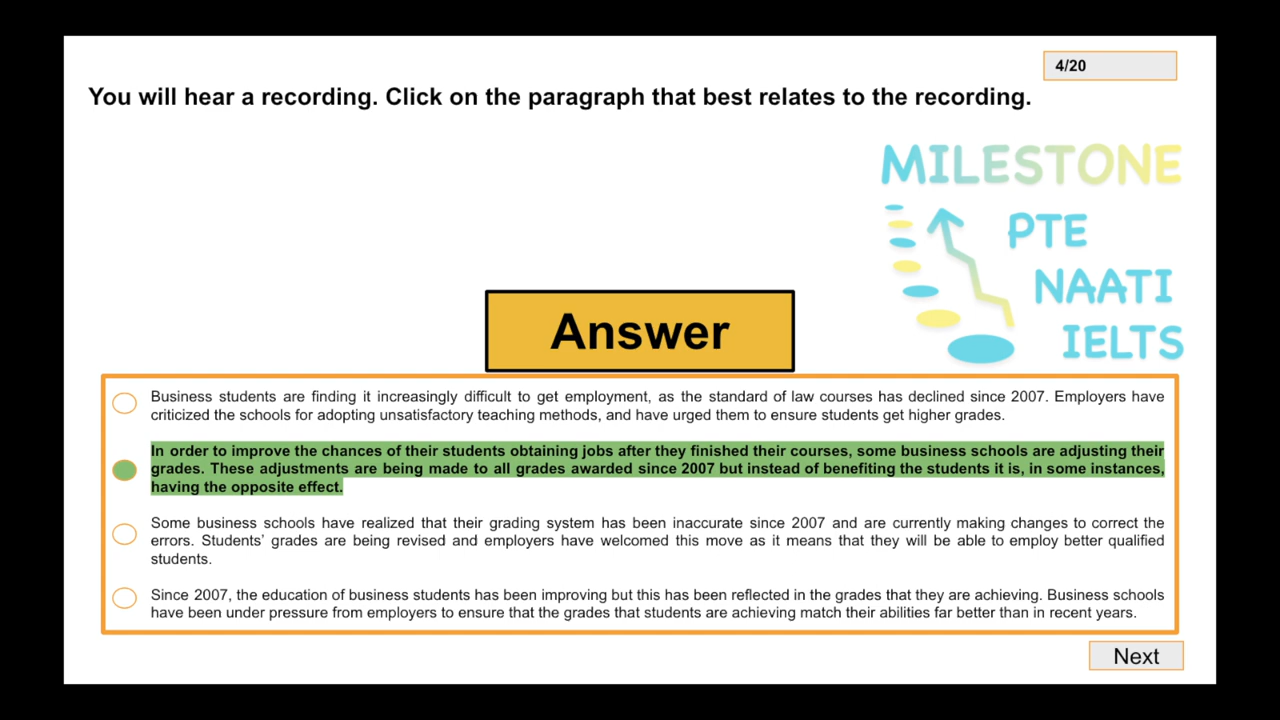 4/20
You will hear a recording. Click on the paragraph that best relates to the recording.
MILESTONE
PTE
NAATI
IELTS
Answer
Business students are finding it increasingly difficult to get employment, as the standard of law courses has declined since 2007. Employers have
criticized the schools for adopting unsatisfactory teaching methods, and have urged them to ensure students get higher grades.
In order to improve the chances of their students obtaining jobs after they finished their courses, some business schools are adjusting their
grades. These adjustments are being made to all grades awarded since 2007 but instead of benefiting the students it is, in some instances,
having the opposite effect.
Some business schools have realized that their grading system has been inaccurate since 2007 and are currently making changes to correct the
errors. Students’ grades are being revised and employers have welcomed this move as it means that they will be able to employ better qualified
students.
Since 2007, the education of business students has been improving but this has been reflected in the grades that they are achieving. Business schools
have been under pressure from employers to ensure that the grades that students are achieving match their abilities far better than in recent years.
Next